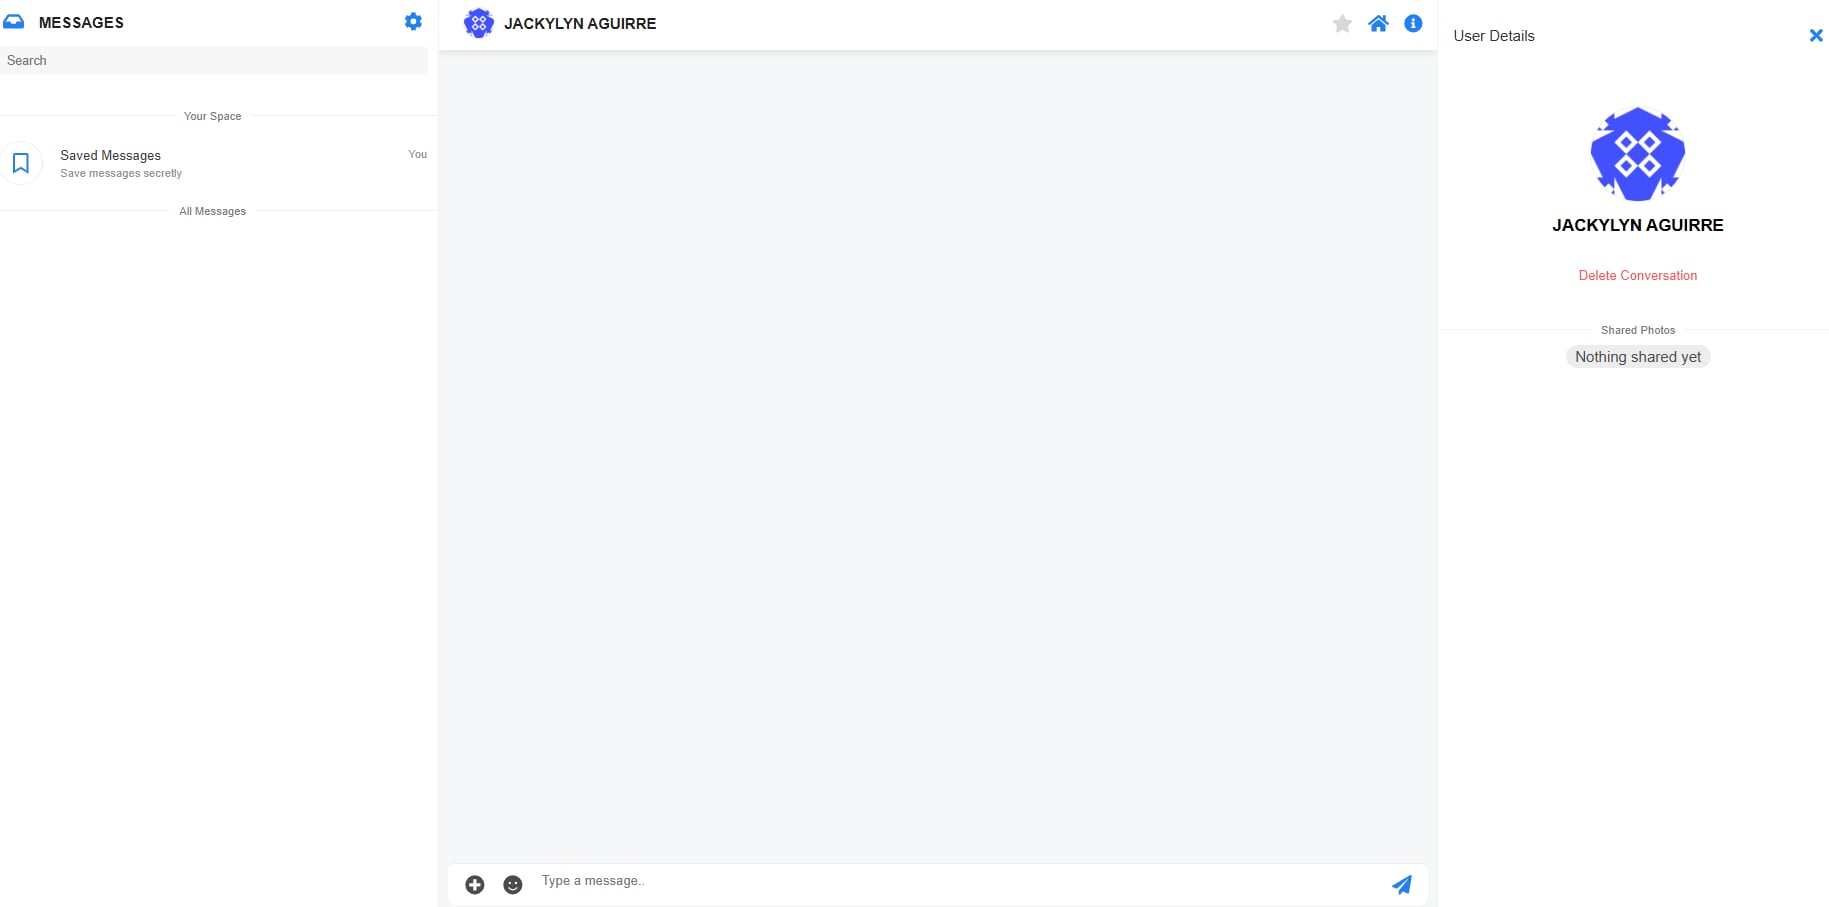 MESSAGES
Search
Your Space
Saved Messages
You
Save messages secretly
All Messages
JACKYLYN AGUIRRE
Type a message..
User Details
JACKYLYN AGUIRRE
Delete Conversation
Shared Photos
Nothing shared yet